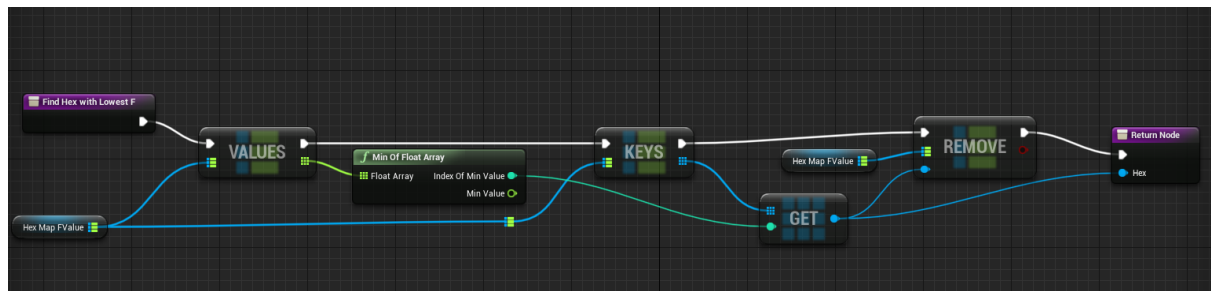 Find Hex with Lowest F
VALUES
Min Of Float Array
Float Array
Index Of Min Value
Min Value
Hex Map FValue
KEYS
Hex Map FValue
GET
REMOVE
Return Node
Hex